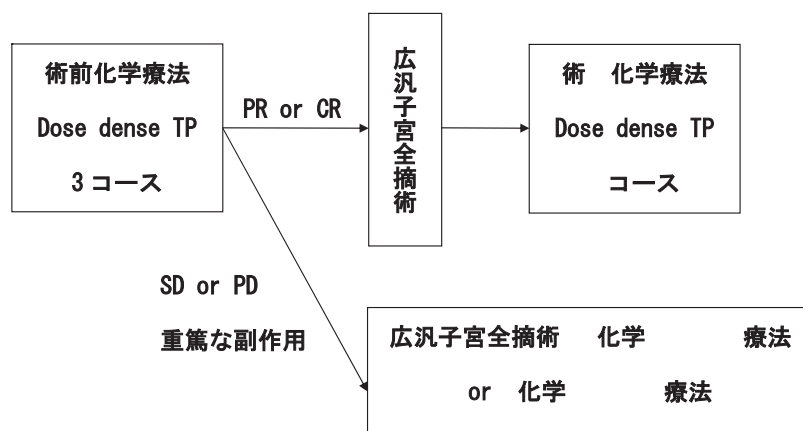 術前化学療法
Dose dense TP
3 コース
PR or CR
広汎子宮全摘術
術 化学療法
Dose dense TP
コース
SD or PD
重篤な副作用
広汎子宮全摘術 化学 療法
or 化学 療法